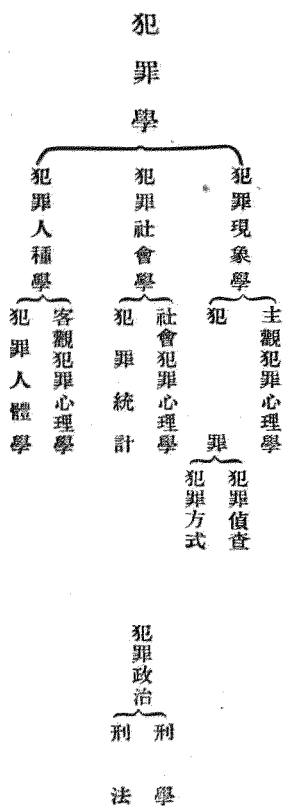 犯罪學
犯罪現象學
主觀犯罪心理學
犯罪
犯罪偵查
犯罪方式
犯罪社會學
社會犯罪心理學
犯罪統計
犯罪人種學
客觀犯罪心理學
犯罪人體學
犯罪政治
刑學
刑法